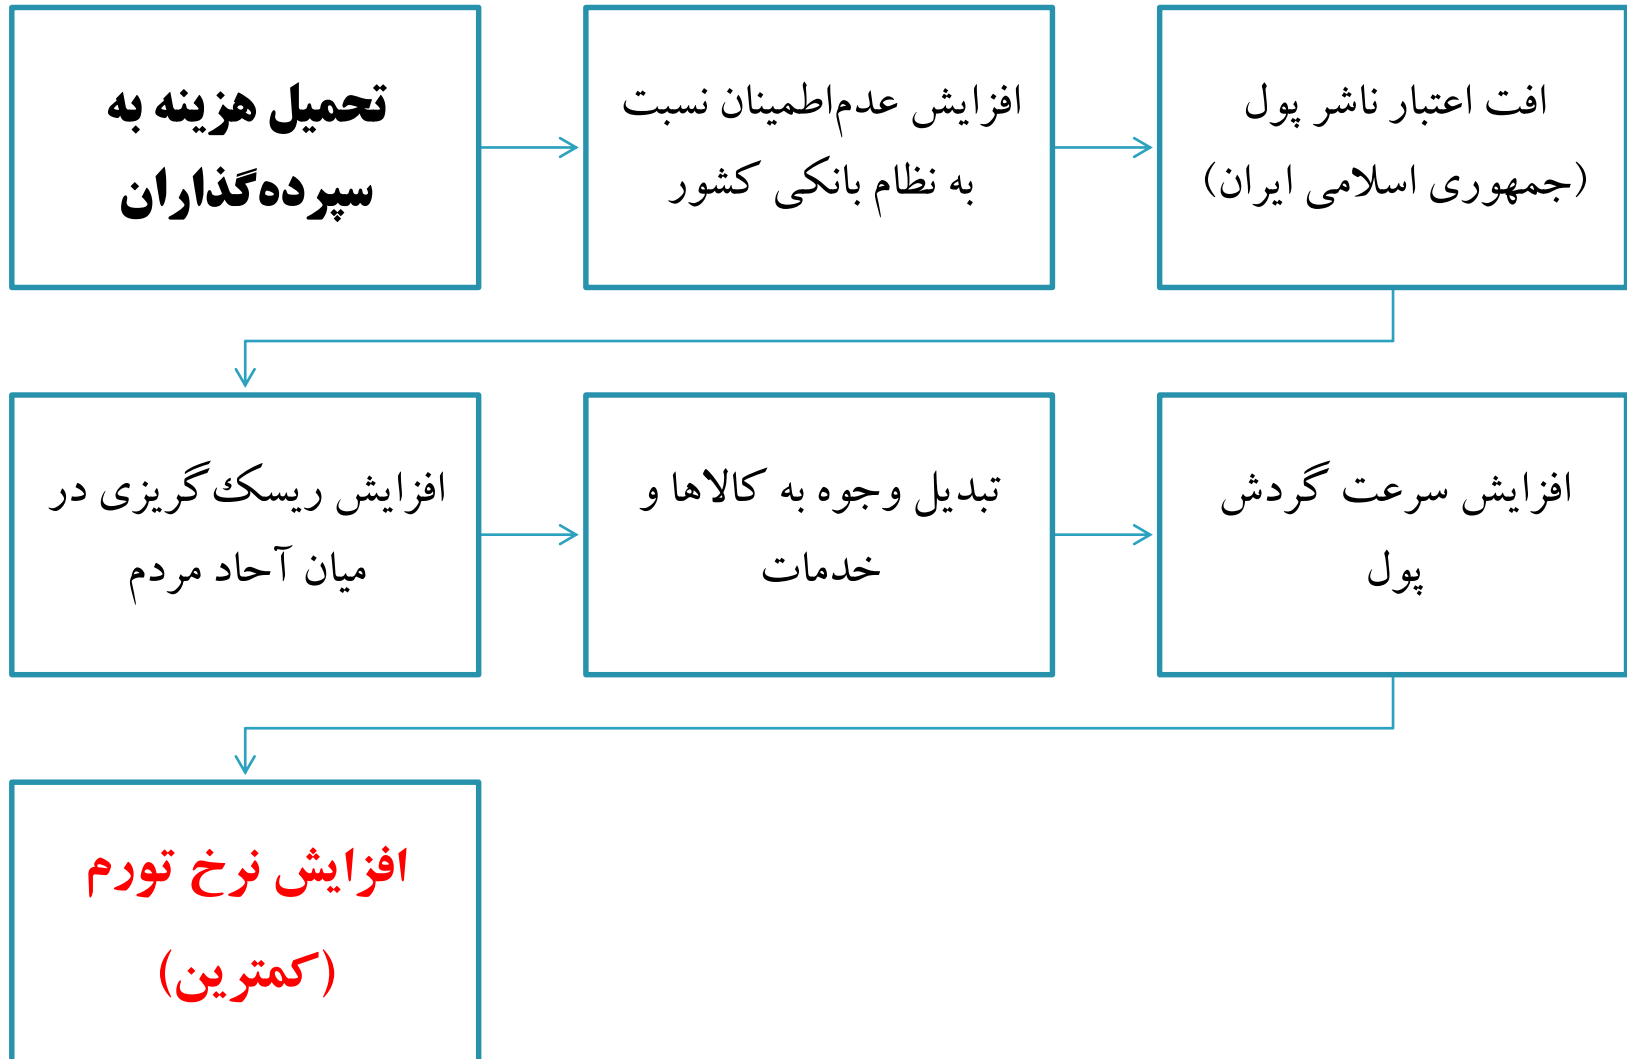 تحمیل هزینه به
سپرده‌گذاران
افزایش عدم‌اطمینان نسبت
به نظام بانکی کشور
افت اعتبار ناشر پول
(جمهوری اسلامی ایران)
افزایش ریسک‌گریزی در
میان آحاد مردم
تبدیل وجوه به کالاها و
خدمات
افزایش سرعت گردش
پول
افزایش نرخ تورم
(کمترین)